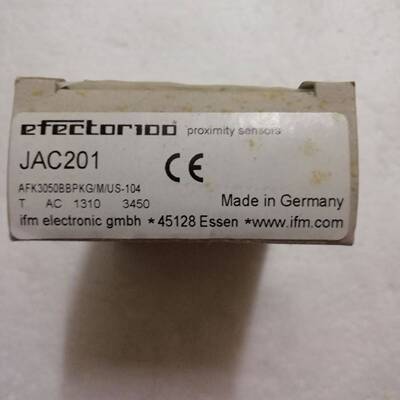 efector100 proximity sensors
JAC201 CE
AFK3050BBPKG/M/US-104
T AC 1310 3450 Made in Germany
ifm electronic gmbh * 45128 Essen * www.ifm.com